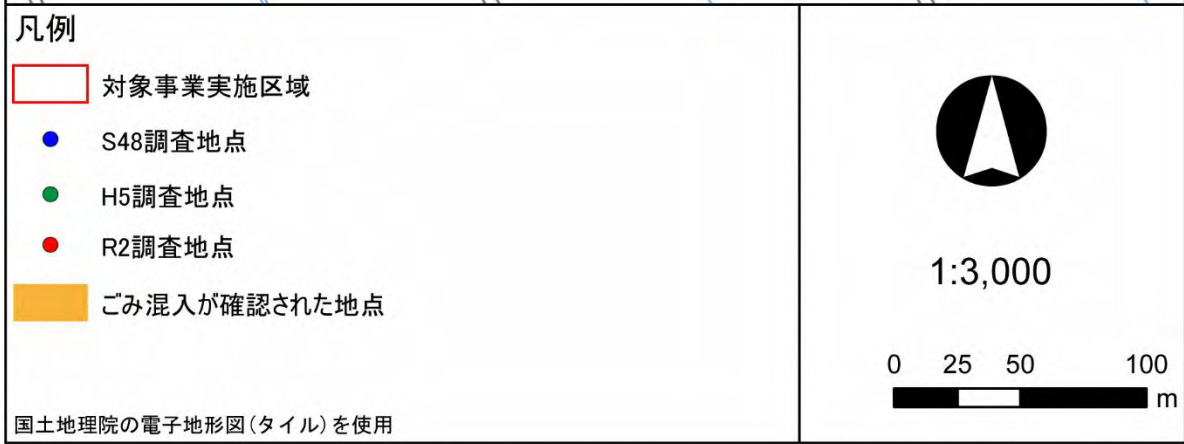 凡例
対象事業実施区域
S48調査地点
H5調査地点
R2調査地点
ごみ混入が確認された地点
国土地理院の電子地形図(タイル)を使用
1:3,000
0 25 50 100
m